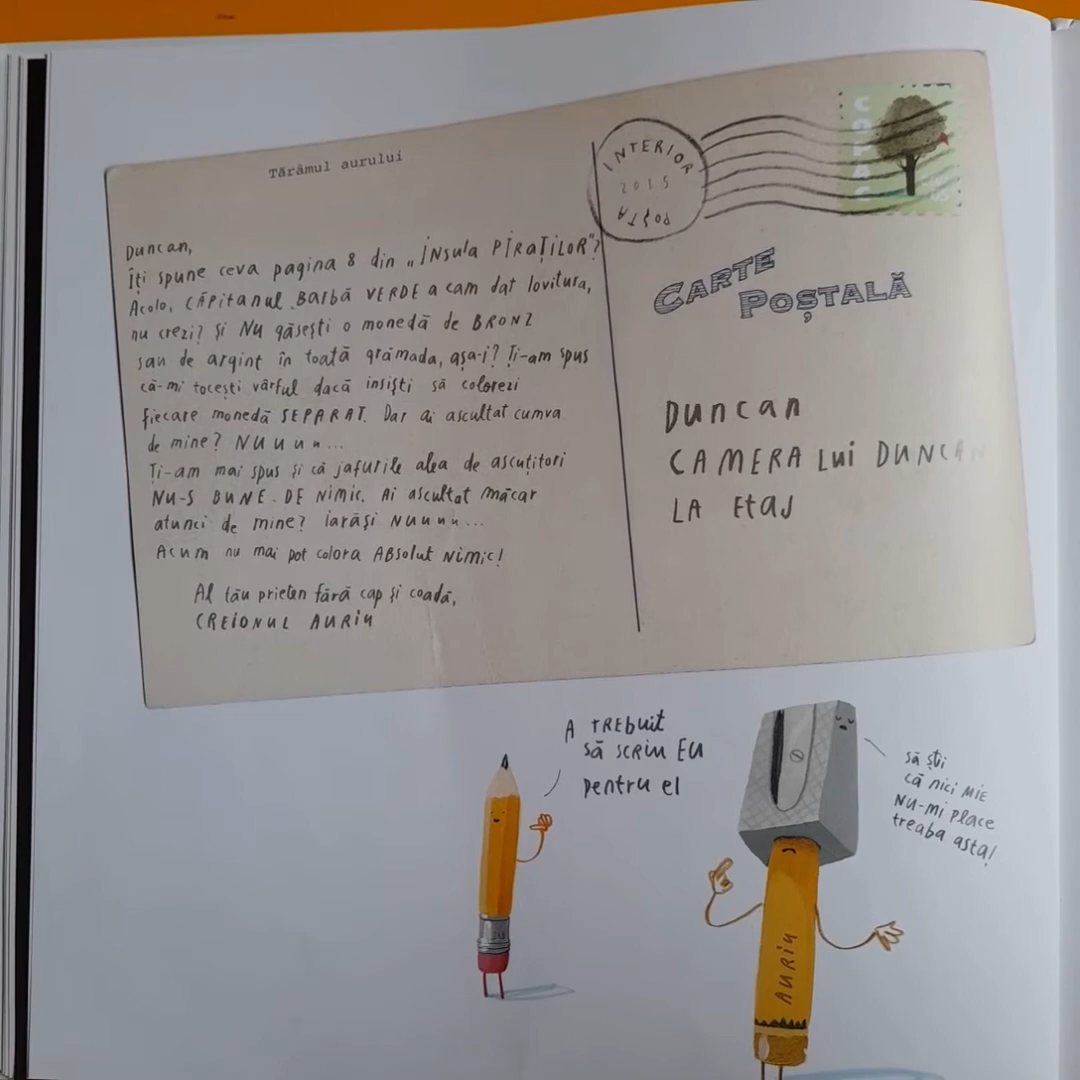 Tărâmul aurului
Duncan,
Îți spune ceva pagina 8 din „INSula PIRAȚILOR"?
Acolo, CĂPitanul BaRbă VERDE a cam dat lovitura,
nu crezi? Și NU găsești o monedă de BRONZ
sau de argint în toată grămada, așa-i? Ți-am spus
că-mi tocești vârful dacă insiști să colorezi
fiecare monedă SEPARAT. Dar ai ascultat cumva
de mine? NUUUu...
Ți-am mai spus și că jafurile alea de ascuțitori
NU-S BUNE DE NIMIC. Ai ascultat măcar
atunci de mine? Iarăși NUuuu...
Acum nu mai pot colora ABSolut NIMIC!
Al tău prieten fără cap și coadă,
CREIONUL AURIU
INTERIOR
2015
POȘTA
COPAC
CARTE
POȘTALĂ
Duncan
CAMERA Lui DUNCAN
LA Etaj
A TREbuit
să scriu EU
pentru el
să știi
că nici MIE
NU-mi place
treaba asta!
AURIU